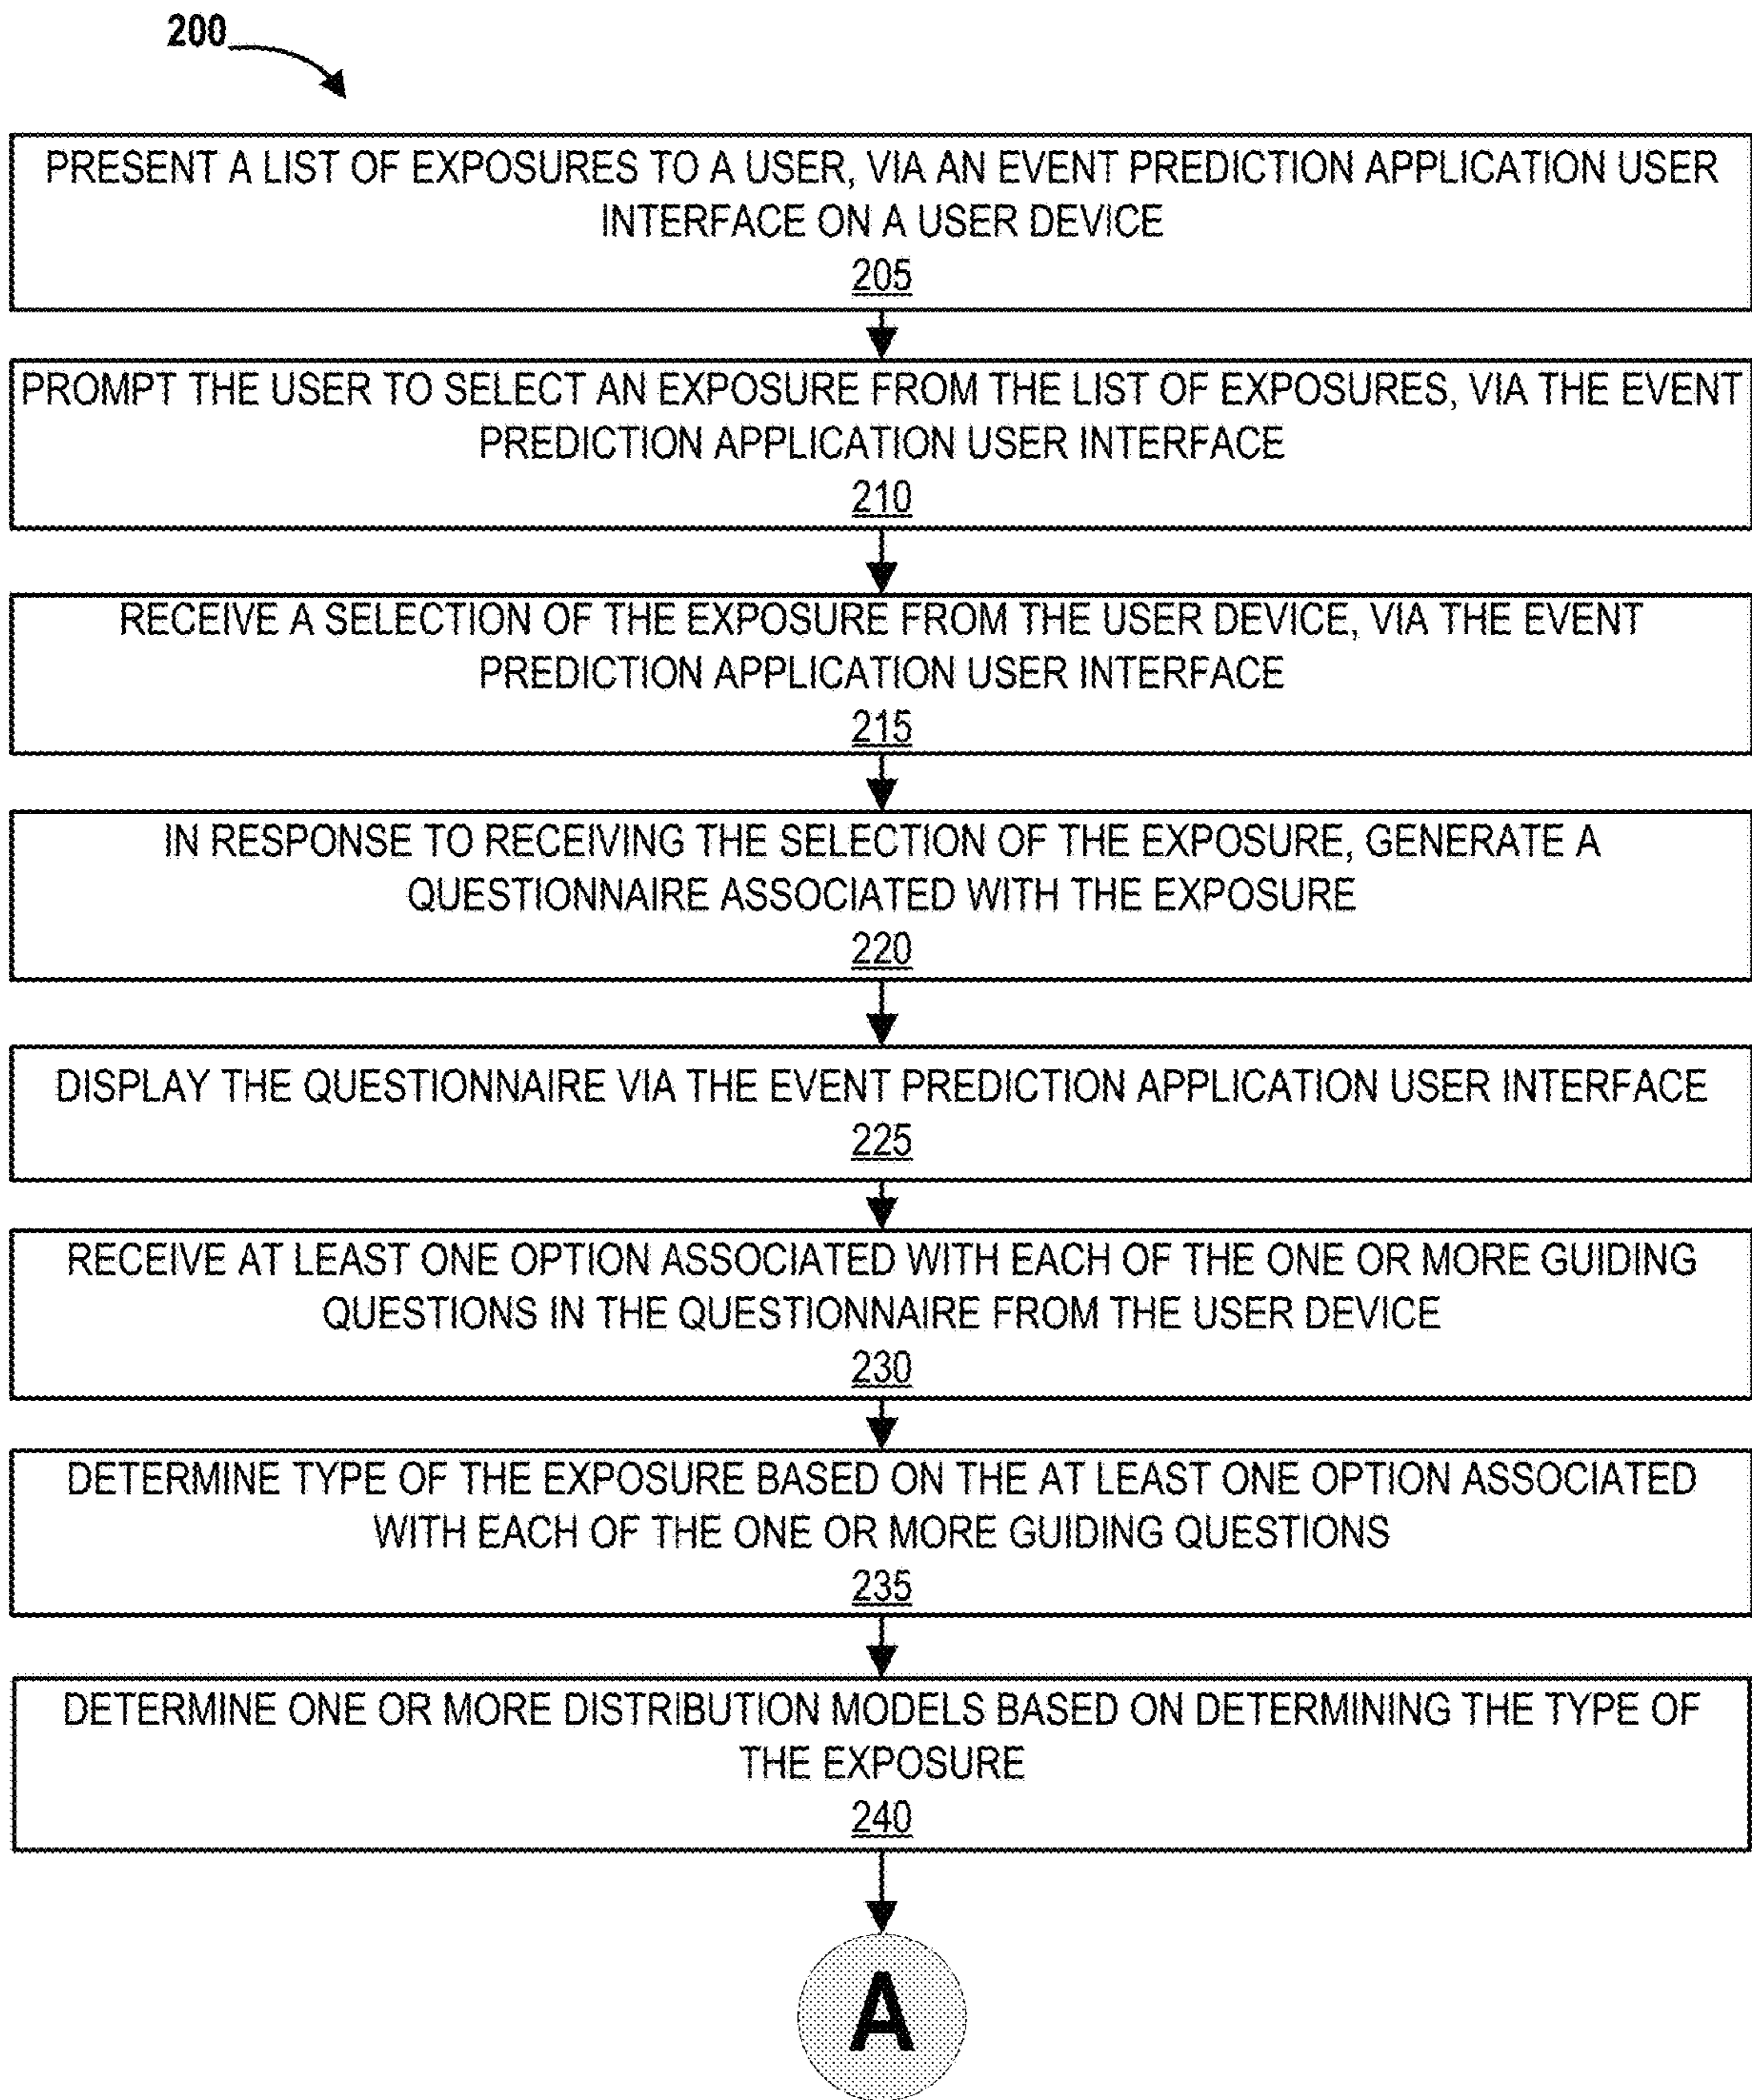 200
PRESENT A LIST OF EXPOSURES TO A USER, VIA AN EVENT PREDICTION APPLICATION USER
INTERFACE ON A USER DEVICE
205
PROMPT THE USER TO SELECT AN EXPOSURE FROM THE LIST OF EXPOSURES, VIA THE EVENT
PREDICTION APPLICATION USER INTERFACE
210
RECEIVE A SELECTION OF THE EXPOSURE FROM THE USER DEVICE, VIA THE EVENT
PREDICTION APPLICATION USER INTERFACE
215
IN RESPONSE TO RECEIVING THE SELECTION OF THE EXPOSURE, GENERATE A
QUESTIONNAIRE ASSOCIATED WITH THE EXPOSURE
220
DISPLAY THE QUESTIONNAIRE VIA THE EVENT PREDICTION APPLICATION USER INTERFACE
225
RECEIVE AT LEAST ONE OPTION ASSOCIATED WITH EACH OF THE ONE OR MORE GUIDING
QUESTIONS IN THE QUESTIONNAIRE FROM THE USER DEVICE
230
DETERMINE TYPE OF THE EXPOSURE BASED ON THE AT LEAST ONE OPTION ASSOCIATED
WITH EACH OF THE ONE OR MORE GUIDING QUESTIONS
235
DETERMINE ONE OR MORE DISTRIBUTION MODELS BASED ON DETERMINING THE TYPE OF
THE EXPOSURE
240
A